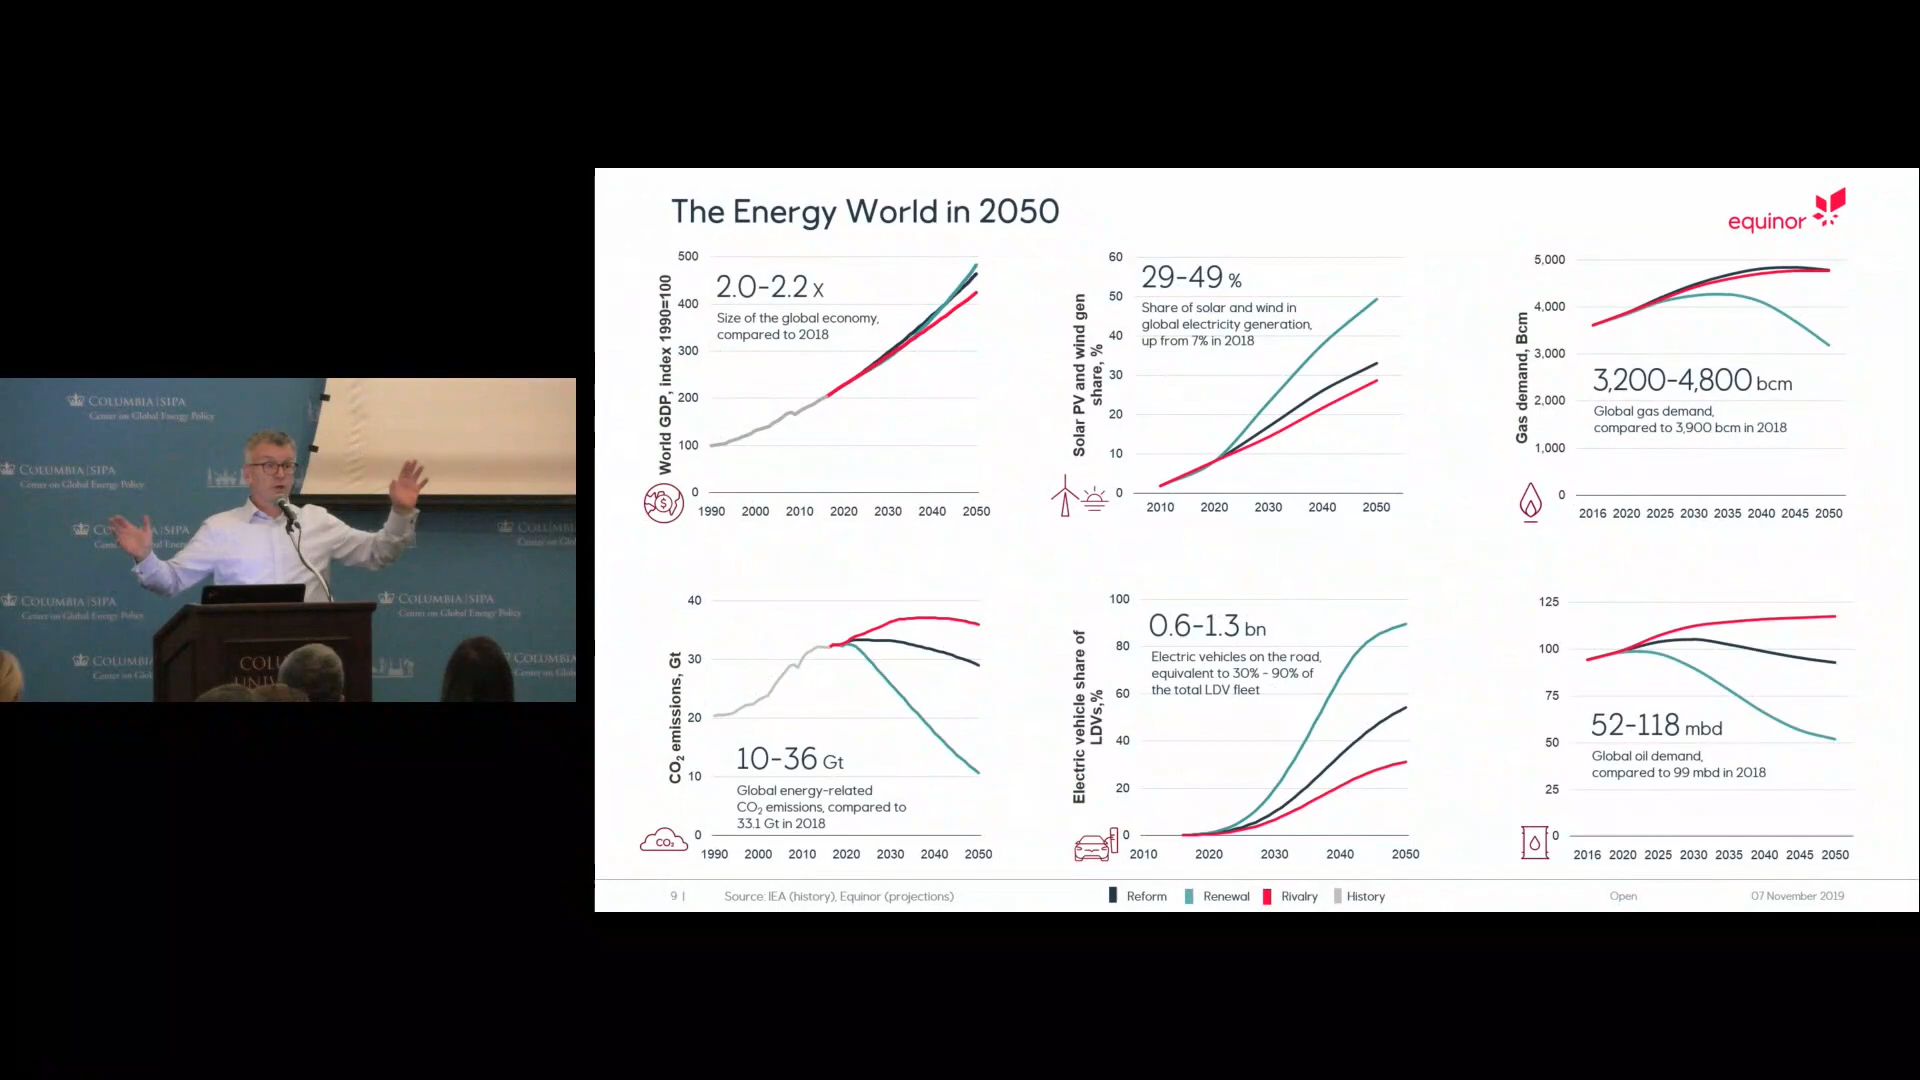 COLUMBIA | SIPA
Center on Global Energy Policy
COLUMBIA | SIPA
Center on Global Energy Policy
COLUMBIA | SIPA
Center on Global Energy Policy
COLUMBIA | SIPA
Center on Global Energy Policy
The Energy World in 2050
equinor
World GDP, index 1990=100
500
400
300
200
100
0
2.0-2.2 x
Size of the global economy,
compared to 2018
$
1990 2000 2010 2020 2030 2040 2050
Solar PV and wind gen
share, %
60
50
40
30
20
10
0
29-49 %
Share of solar and wind in
global electricity generation,
up from 7% in 2018
2010 2020 2030 2040 2050
Gas demand, Bcm
5,000
4,000
3,000
2,000
1,000
0
3,200-4,800 bcm
Global gas demand,
compared to 3,900 bcm in 2018
2016 2020 2025 2030 2035 2040 2045 2050
CO2 emissions, Gt
40
30
20
10
0
10-36 Gt
Global energy-related
CO2 emissions, compared to
33.1 Gt in 2018
CO2
1990 2000 2010 2020 2030 2040 2050
Electric vehicle share of
LDVs,%
100
80
60
40
20
0
0.6-1.3 bn
Electric vehicles on the road,
equivalent to 30% - 90% of
the total LDV fleet
2010 2020 2030 2040 2050
125
100
75
50
25
0
52-118 mbd
Global oil demand,
compared to 99 mbd in 2018
2016 2020 2025 2030 2035 2040 2045 2050
9 |
Source: IEA (history), Equinor (projections)
Reform Renewal Rivalry History
Open
07 November 2019